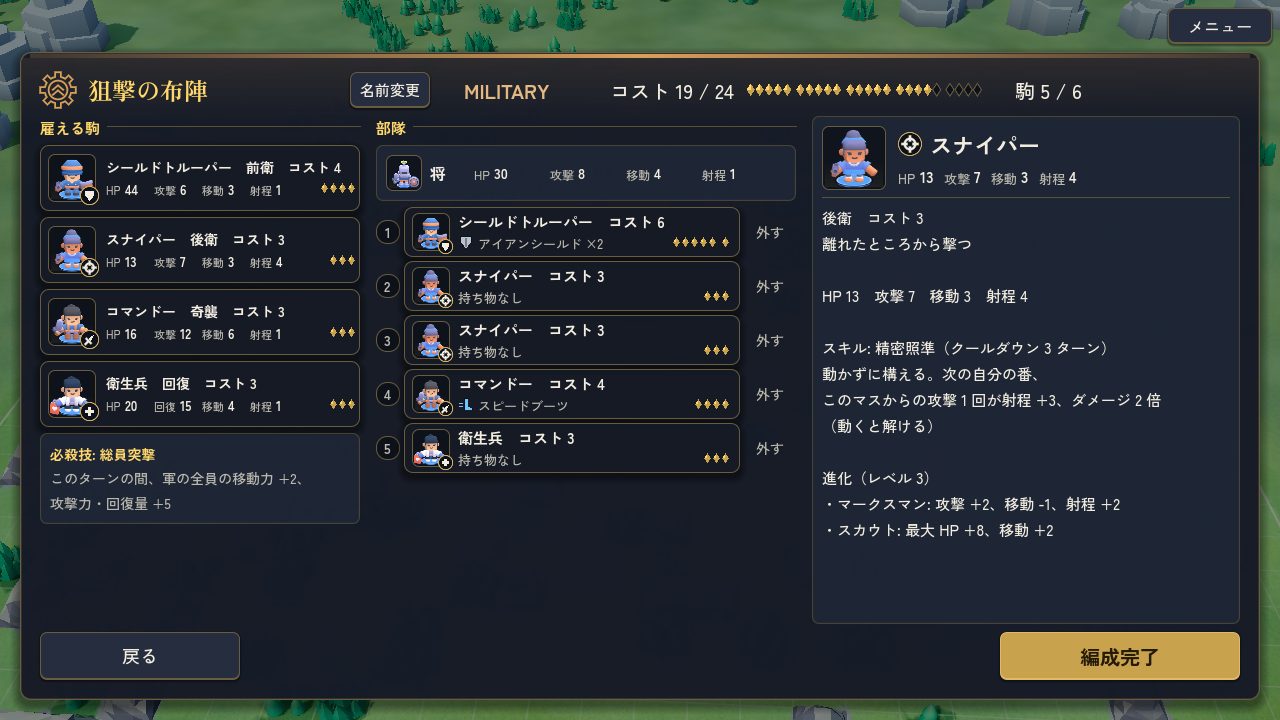 メニュー
狙撃の布陣
名前変更
MILITARY
コスト 19 / 24
駒 5 / 6
雇える駒
シールドトルーパー 前衛 コスト 4
HP 44 攻撃 6 移動 3 射程 1
スナイパー 後衛 コスト 3
HP 13 攻撃 7 移動 3 射程 4
コマンドー 奇襲 コスト 3
HP 16 攻撃 12 移動 6 射程 1
衛生兵 回復 コスト 3
HP 20 回復 15 移動 4 射程 1
必殺技: 総員突撃
このターンの間、軍の全員の移動力 +2、
攻撃力・回復量 +5
部隊
将 HP 30 攻撃 8 移動 4 射程 1
1 シールドトルーパー コスト 6
アイアンシールド ×2
外す
2 スナイパー コスト 3
持ち物なし
外す
3 スナイパー コスト 3
持ち物なし
外す
4 コマンドー コスト 4
スピードブーツ
外す
5 衛生兵 コスト 3
持ち物なし
外す
スナイパー
HP 13 攻撃 7 移動 3 射程 4
後衛 コスト 3
離れたところから撃つ
HP 13 攻撃 7 移動 3 射程 4
スキル: 精密照準（クールダウン 3 ターン）
動かずに構える。次の自分の番、
このマスからの攻撃 1 回が射程 +3、ダメージ 2 倍
（動くと解ける）
進化（レベル 3）
・マークスマン: 攻撃 +2、移動 -1、射程 +2
・スカウト: 最大 HP +8、移動 +2
戻る
編成完了